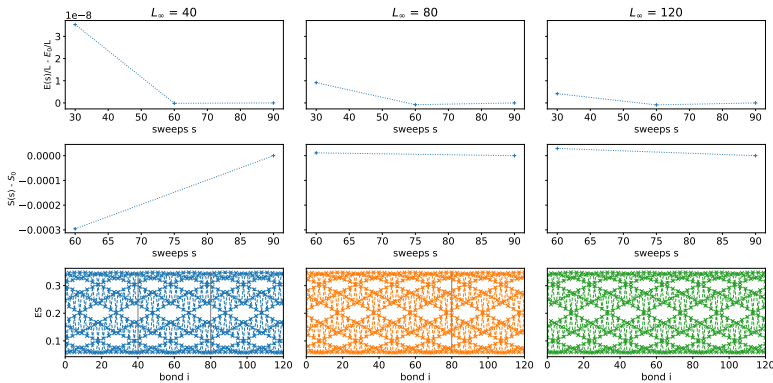 L∞ = 40 L∞ = 80 L∞ = 120
1e−8
E(s)/L - E₀/L
3
2
1
0
30 40 50 60 70 80 90 30 40 50 60 70 80 90 30 40 50 60 70 80 90
sweeps s sweeps s sweeps s
S(s) - S₀
0.0000
−0.0001
−0.0002
−0.0003
60 65 70 75 80 85 90 60 65 70 75 80 85 90 60 65 70 75 80 85 90
sweeps s sweeps s sweeps s
ES
0.3
0.2
0.1
0 20 40 60 80 100 120 0 20 40 60 80 100 120 0 20 40 60 80 100 120
bond i bond i bond i